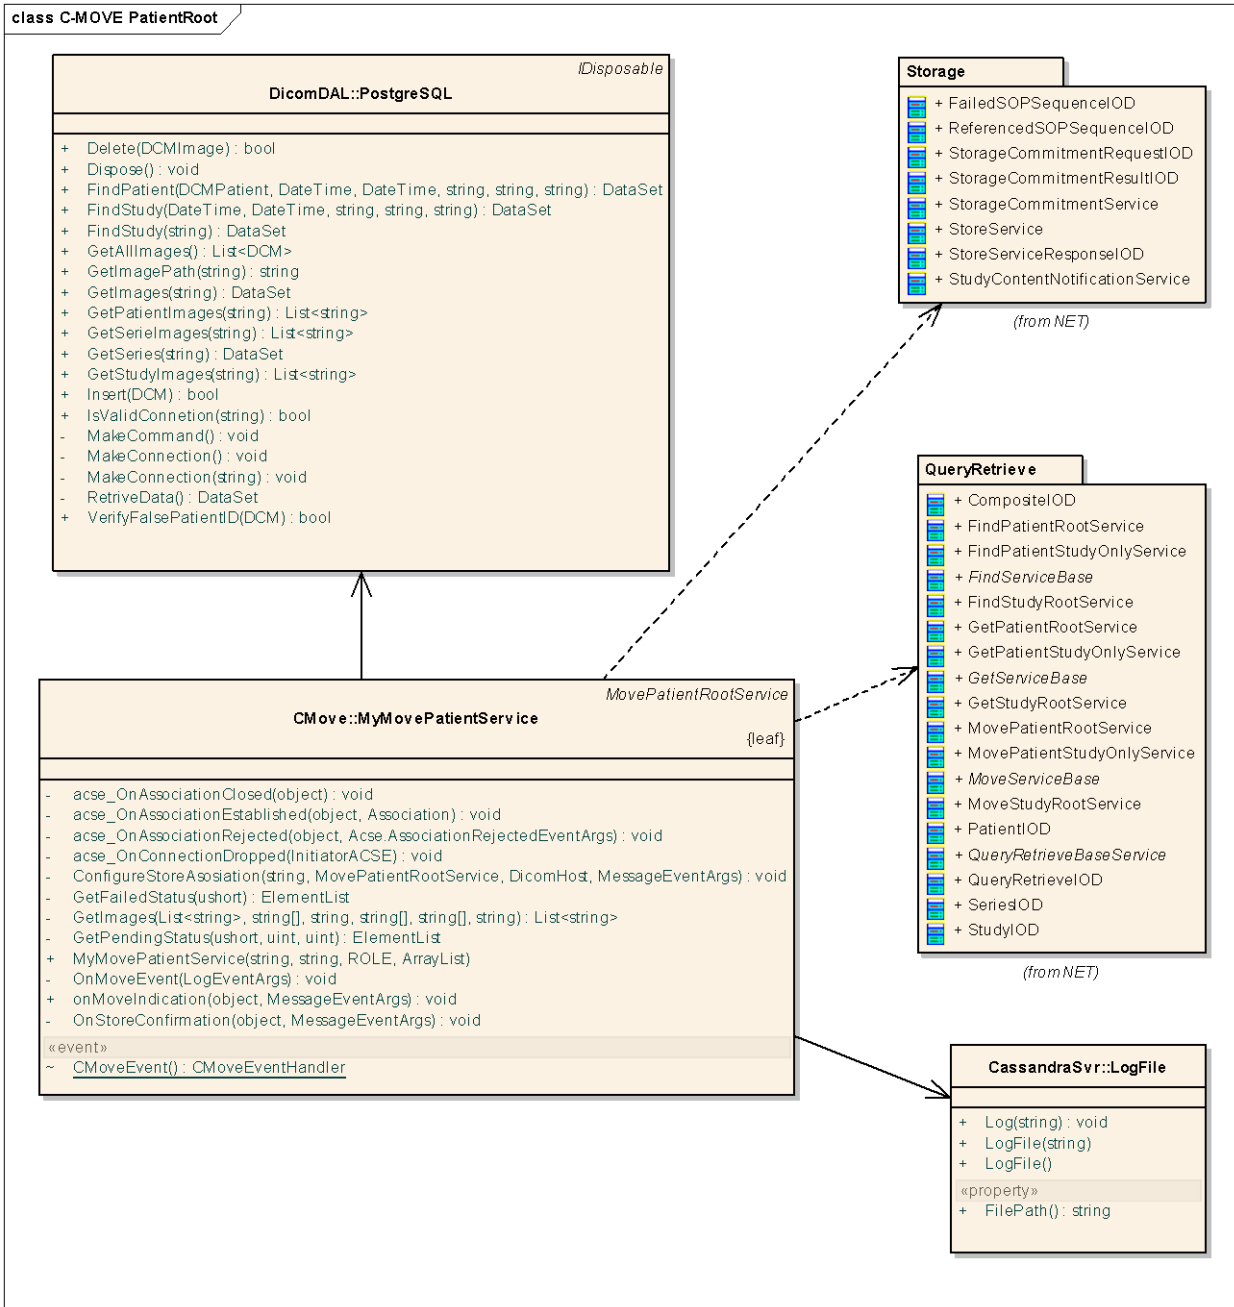 class C-MOVE PatientRoot
IDisposable
DicomDAL::PostgreSQL
+ Delete(DCMImage) : bool
+ Dispose() : void
+ FindPatient(DCMPatient, DateTime, DateTime, string, string, string) : DataSet
+ FindStudy(DateTime, DateTime, string, string, string) : DataSet
+ FindStudy(string) : DataSet
+ GetAllImages() : List<DCM>
+ GetImagePath(string) : string
+ GetImages(string) : DataSet
+ GetPatientImages(string) : List<string>
+ GetSerieImages(string) : List<string>
+ GetSeries(string) : DataSet
+ GetStudyImages(string) : List<string>
+ Insert(DCM) : bool
+ IsValidConnetion(string) : bool
- MakeCommand() : void
- MakeConnection() : void
- MakeConnection(string) : void
- RetriveData() : DataSet
+ VerifyFalsePatientID(DCM) : bool
Storage
+ FailedSOPSequenceIOD
+ ReferencedSOPSequenceIOD
+ StorageCommitmentRequestIOD
+ StorageCommitmentResultIOD
+ StorageCommitmentService
+ StoreService
+ StoreServiceResponseIOD
+ StudyContentNotificationService
(from NET)
QueryRetrieve
+ CompositeIOD
+ FindPatientRootService
+ FindPatientStudyOnlyService
+ FindServiceBase
+ FindStudyRootService
+ GetPatientRootService
+ GetPatientStudyOnlyService
+ GetServiceBase
+ GetStudyRootService
+ MovePatientRootService
+ MovePatientStudyOnlyService
+ MoveServiceBase
+ MoveStudyRootService
+ PatientIOD
+ QueryRetrieveBaseService
+ QueryRetrieveIOD
+ SeriesIOD
+ StudyIOD
(from NET)
MovePatientRootService
CMove::MyMovePatientService
{leaf}
- acse_OnAssociationClosed(object) : void
- acse_OnAssociationEstablished(object, Association) : void
- acse_OnAssociationRejected(object, Acse.AssociationRejectedEventArgs) : void
- acse_OnConnectionDropped(InitiatorACSE) : void
- ConfigureStoreAsosiation(string, MovePatientRootService, DicomHost, MessageEventArgs) : void
- GetFailedStatus(ushort) : ElementList
- GetImages(List<string>, string[], string, string[], string[], string) : List<string>
- GetPendingStatus(ushort, uint, uint) : ElementList
+ MyMovePatientService(string, string, ROLE, ArrayList)
- OnMoveEvent(LogEventArgs) : void
+ onMoveIndication(object, MessageEventArgs) : void
- OnStoreConfirmation(object, MessageEventArgs) : void
«event»
~ CMoveEvent() : CMoveEventHandler
CassandraSvr::LogFile
+ Log(string) : void
+ LogFile(string)
+ LogFile()
«property»
+ FilePath() : string